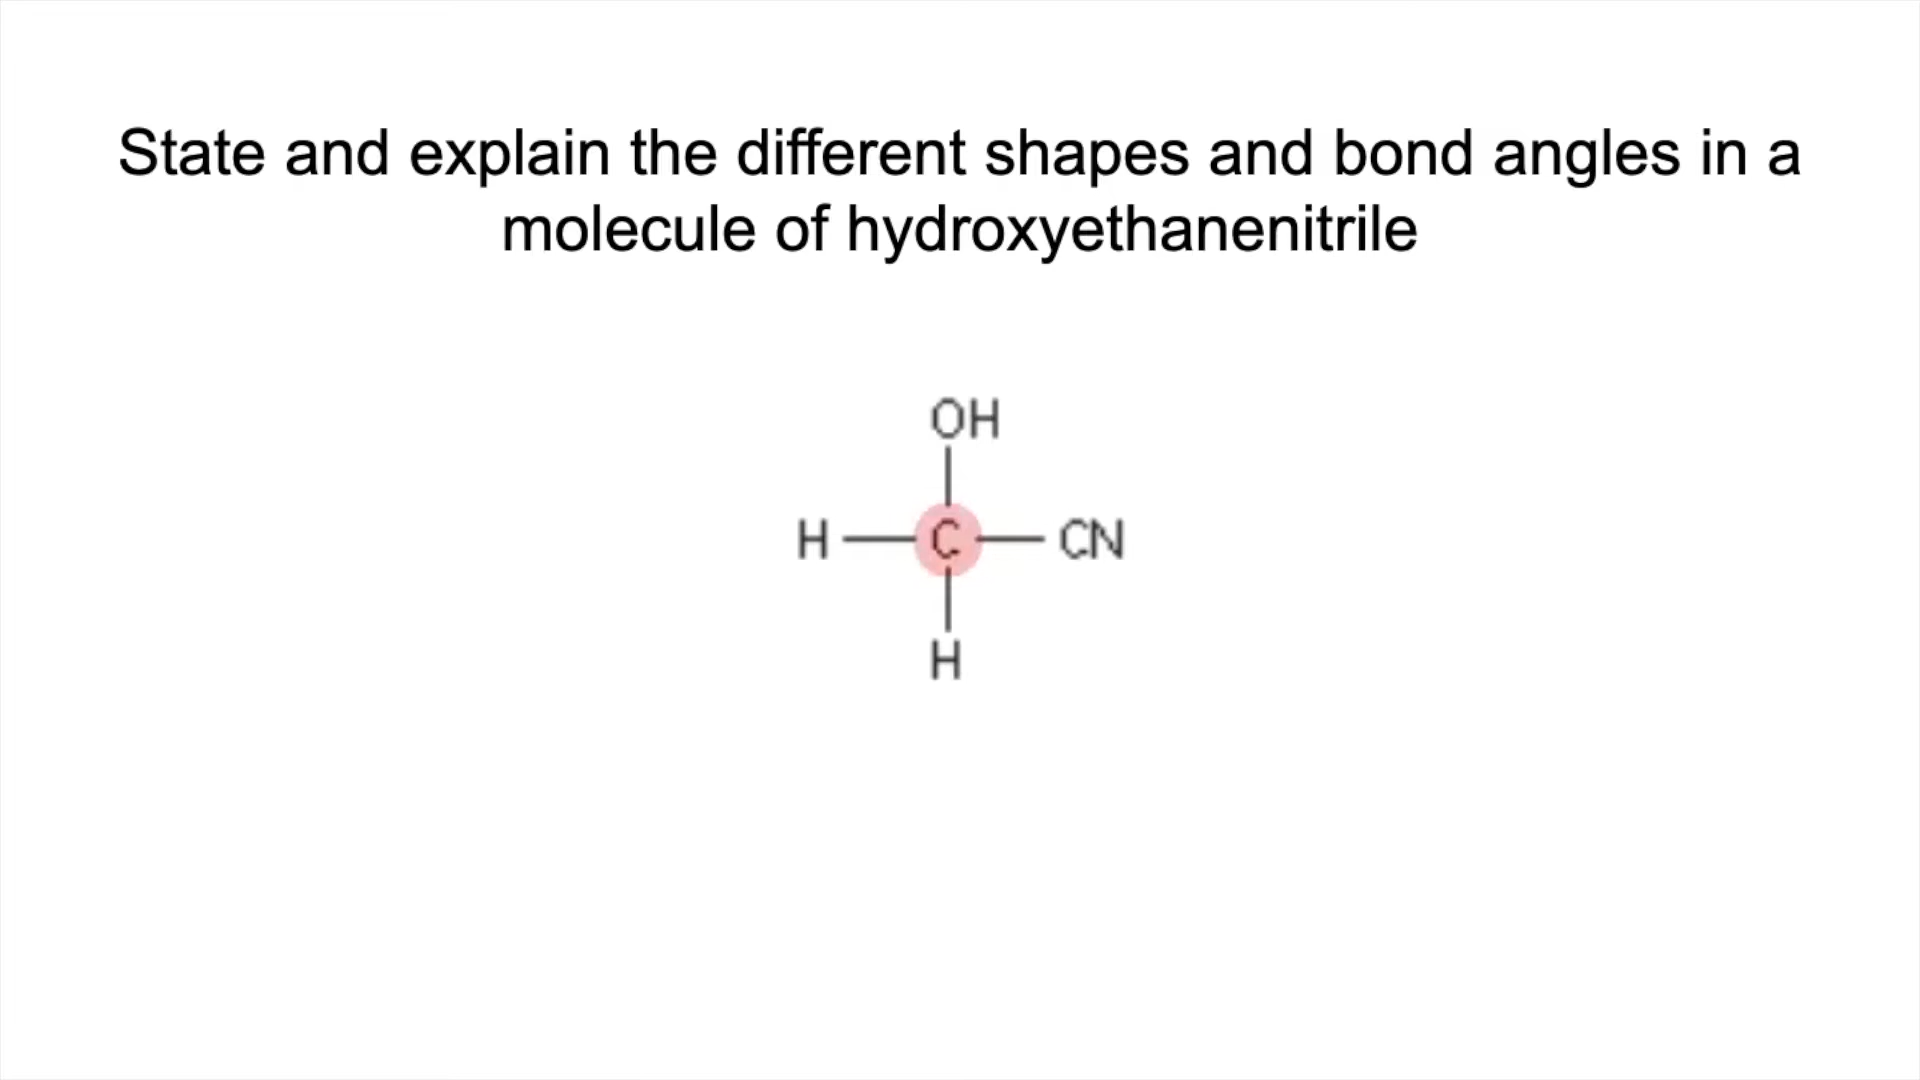 State and explain the different shapes and bond angles in a
molecule of hydroxyethanenitrile
OH
H C CN
H